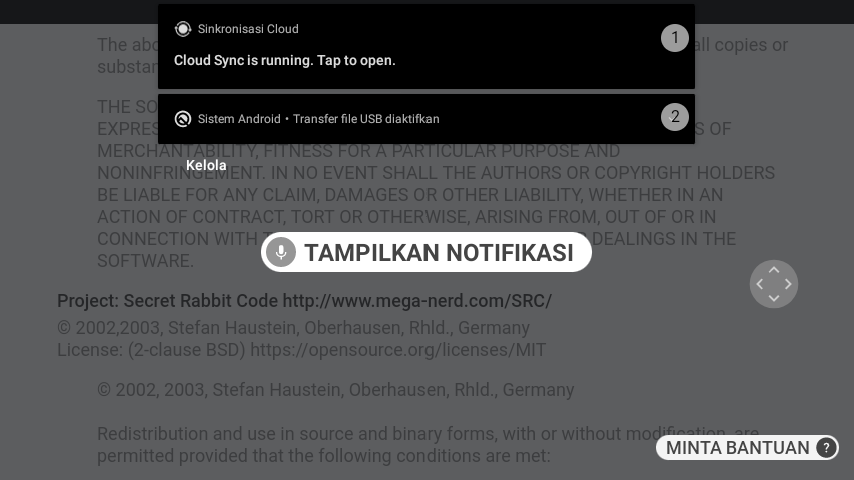 Sinkronisasi Cloud
1
Cloud Sync is running. Tap to open.
The abo all copies or
substan
Sistem Android • Transfer file USB diaktifkan
2
THE SO
EXPRES S OF
MERCHANTABILITY, FITNESS FOR A PARTICULAR PURPOSE AND
Kelola
NONINFRINGEMENT. IN NO EVENT SHALL THE AUTHORS OR COPYRIGHT HOLDERS
BE LIABLE FOR ANY CLAIM, DAMAGES OR OTHER LIABILITY, WHETHER IN AN
ACTION OF CONTRACT, TORT OR OTHERWISE, ARISING FROM, OUT OF OR IN
CONNECTION WITH DEALINGS IN THE
TAMPILKAN NOTIFIKASI
SOFTWARE.
Project: Secret Rabbit Code http://www.mega-nerd.com/SRC/
© 2002,2003, Stefan Haustein, Oberhausen, Rhld., Germany
License: (2-clause BSD) https://opensource.org/licenses/MIT
© 2002, 2003, Stefan Haustein, Oberhausen, Rhld., Germany
Redistribution and use in source and binary forms, with or without modification, are
permitted provided that the following conditions are met:
MINTA BANTUAN ?